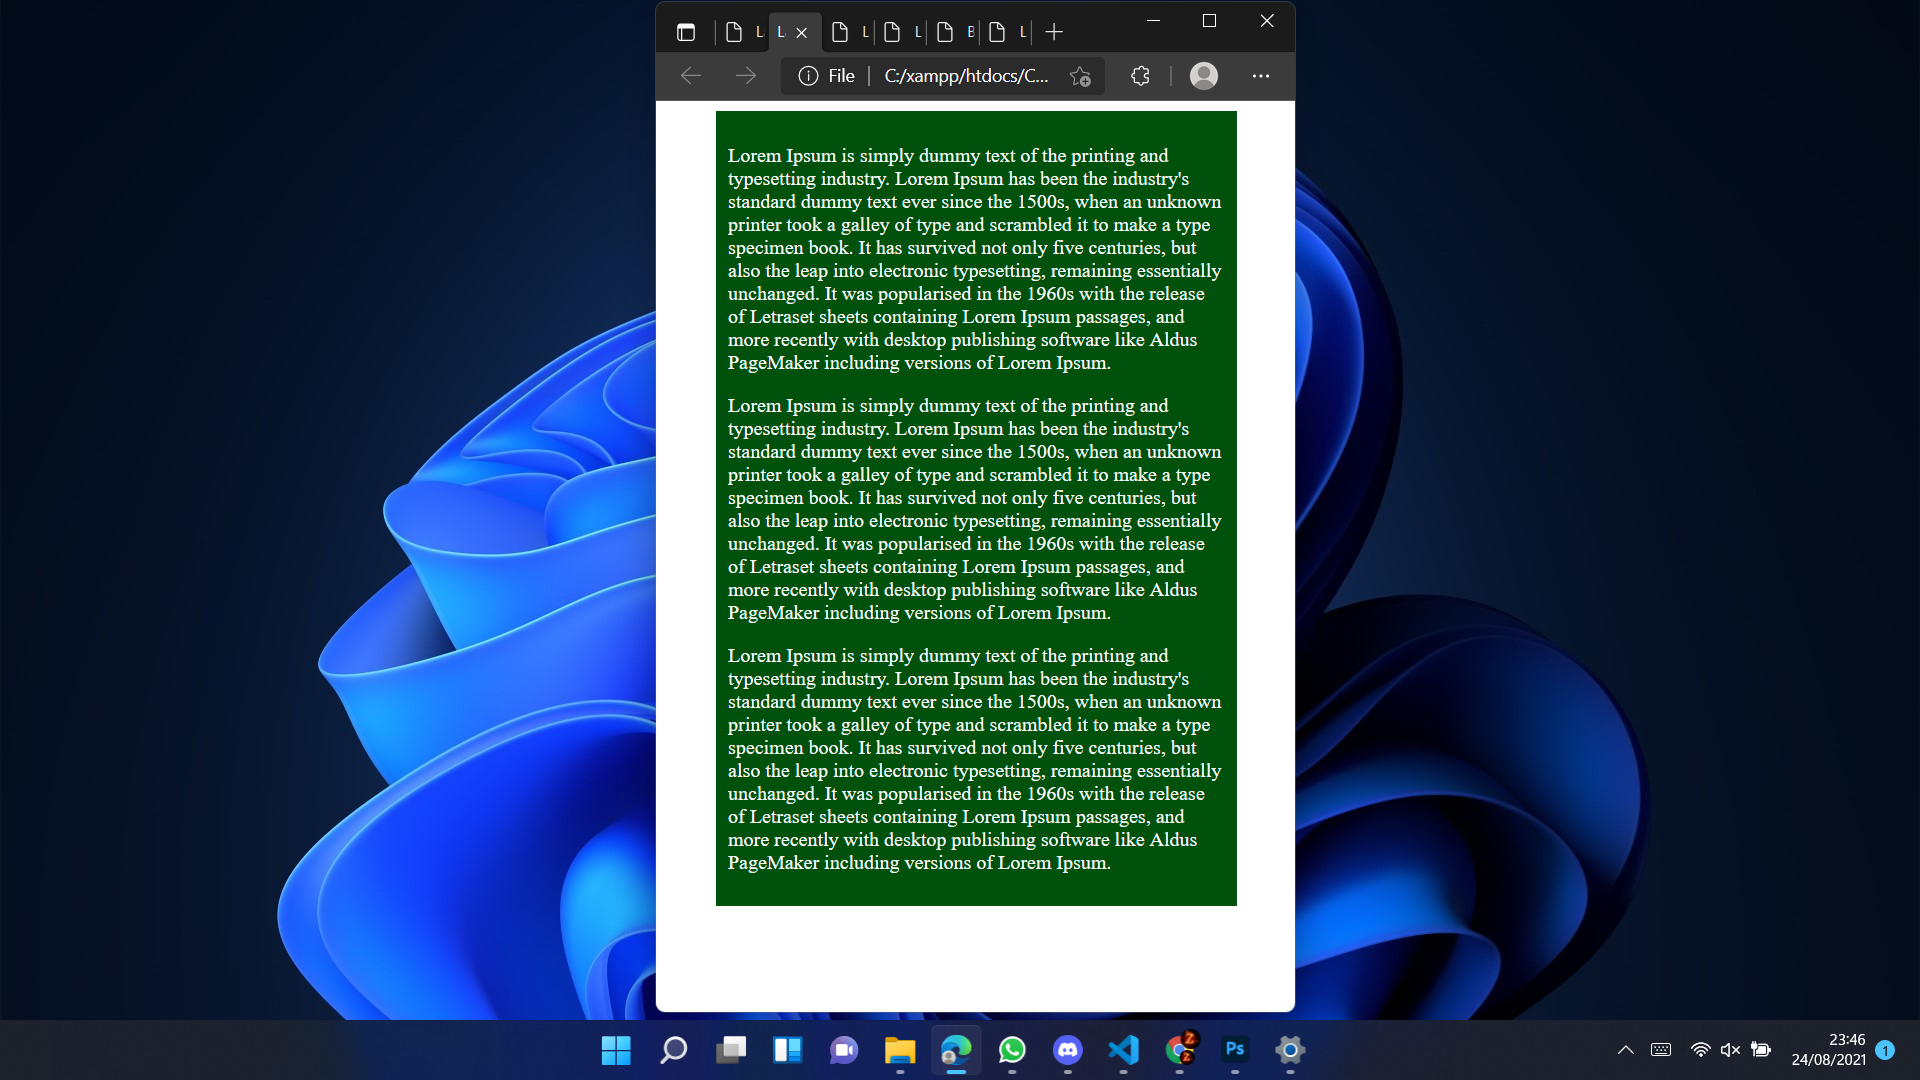 L
L
L
L
B
L
File
C:/xampp/htdocs/C...
Lorem Ipsum is simply dummy text of the printing and
typesetting industry. Lorem Ipsum has been the industry's
standard dummy text ever since the 1500s, when an unknown
printer took a galley of type and scrambled it to make a type
specimen book. It has survived not only five centuries, but
also the leap into electronic typesetting, remaining essentially
unchanged. It was popularised in the 1960s with the release
of Letraset sheets containing Lorem Ipsum passages, and
more recently with desktop publishing software like Aldus
PageMaker including versions of Lorem Ipsum.
Lorem Ipsum is simply dummy text of the printing and
typesetting industry. Lorem Ipsum has been the industry's
standard dummy text ever since the 1500s, when an unknown
printer took a galley of type and scrambled it to make a type
specimen book. It has survived not only five centuries, but
also the leap into electronic typesetting, remaining essentially
unchanged. It was popularised in the 1960s with the release
of Letraset sheets containing Lorem Ipsum passages, and
more recently with desktop publishing software like Aldus
PageMaker including versions of Lorem Ipsum.
Lorem Ipsum is simply dummy text of the printing and
typesetting industry. Lorem Ipsum has been the industry's
standard dummy text ever since the 1500s, when an unknown
printer took a galley of type and scrambled it to make a type
specimen book. It has survived not only five centuries, but
also the leap into electronic typesetting, remaining essentially
unchanged. It was popularised in the 1960s with the release
of Letraset sheets containing Lorem Ipsum passages, and
more recently with desktop publishing software like Aldus
PageMaker including versions of Lorem Ipsum.
Z
Z
Ps
23:46
24/08/2021
1